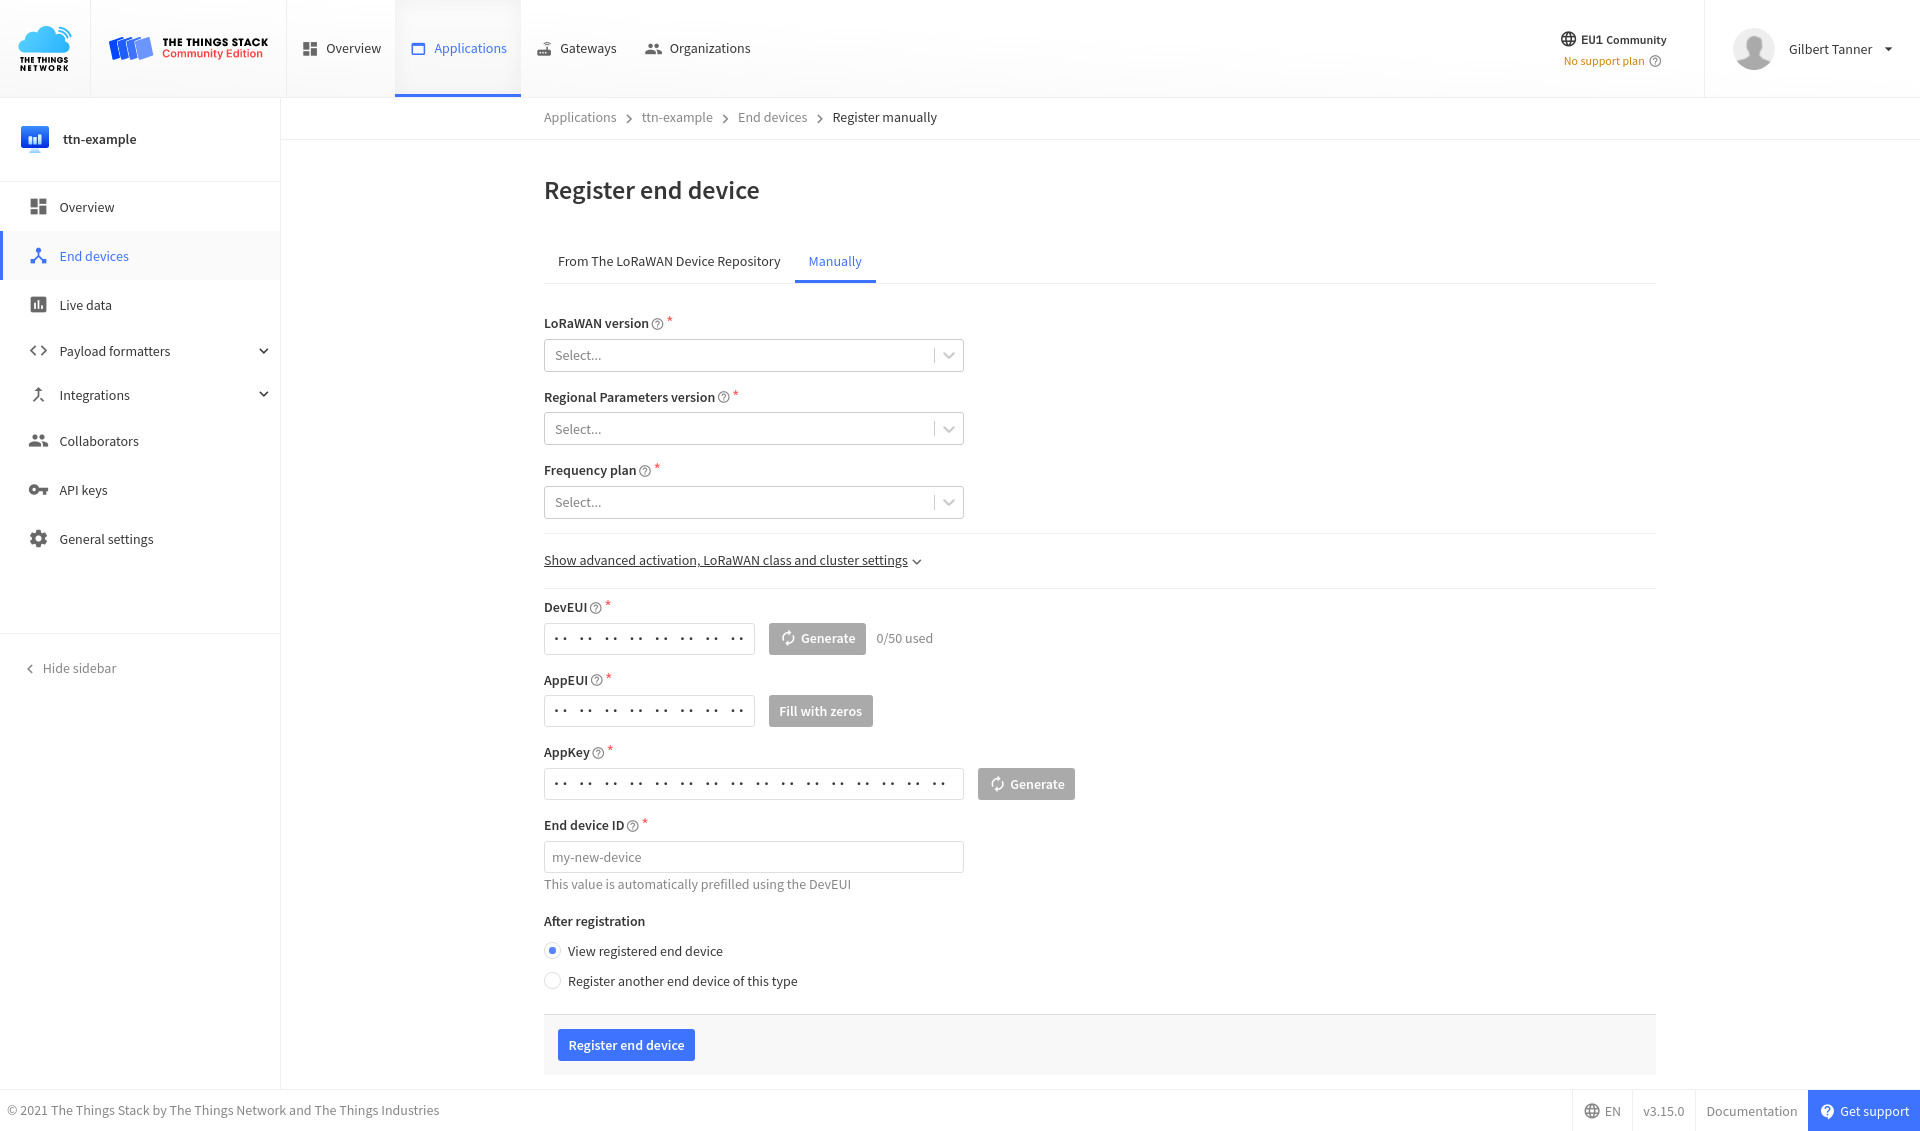 THE THINGS
NETWORK
THE THINGS STACK
Community Edition
Overview
Applications
Gateways
Organizations
EU1 Community
No support plan
Gilbert Tanner
ttn-example
Overview
End devices
Live data
Payload formatters
Integrations
Collaborators
API keys
General settings
Hide sidebar
Applications > ttn-example > End devices > Register manually
Register end device
From The LoRaWAN Device Repository
Manually
LoRaWAN version *
Select...
Regional Parameters version *
Select...
Frequency plan *
Select...
Show advanced activation, LoRaWAN class and cluster settings
DevEUI *
Generate
0/50 used
AppEUI *
Fill with zeros
AppKey *
Generate
End device ID *
my-new-device
This value is automatically prefilled using the DevEUI
After registration
View registered end device
Register another end device of this type
Register end device
© 2021 The Things Stack by The Things Network and The Things Industries
EN
v3.15.0
Documentation
Get support